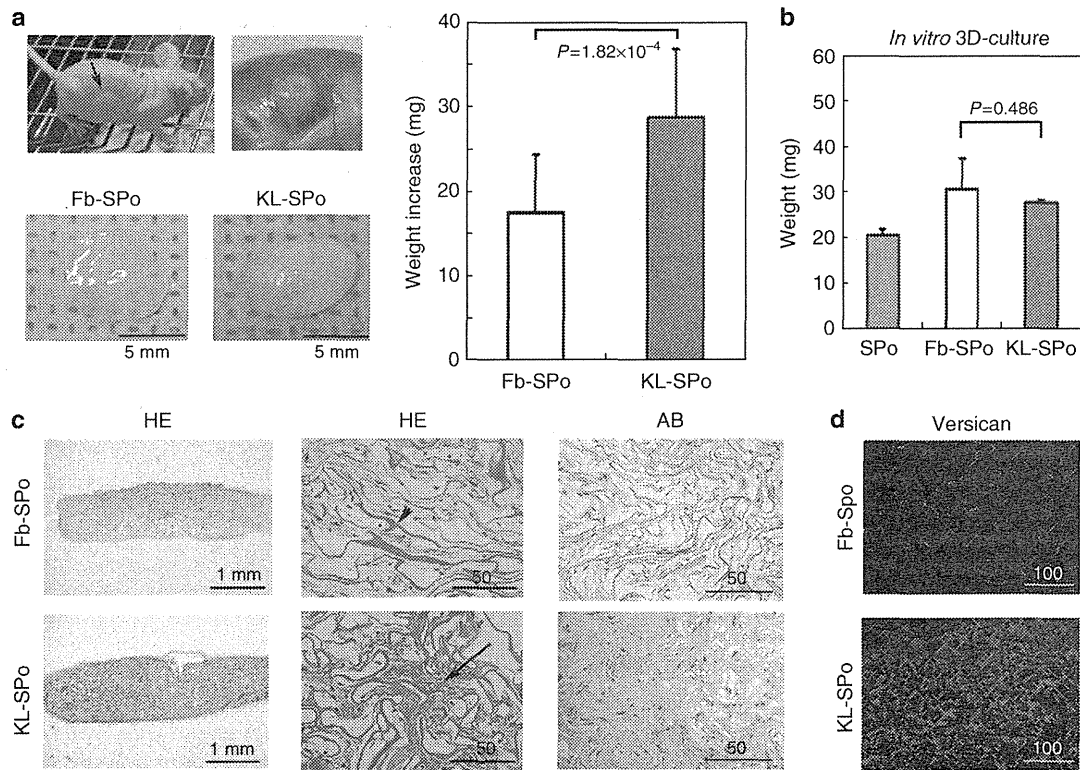 a
Fb-SPo
KL-SPo
5 mm
5 mm
Weight increase (mg)
40
30
20
10
0
P=1.82×10⁻⁴
Fb-SPo
KL-SPo
b
In vitro 3D-culture
Weight (mg)
60
50
40
30
20
10
0
P=0.486
SPo
Fb-SPo
KL-SPo
c
HE
HE
AB
Fb-SPo
1 mm
50
50
KL-SPo
1 mm
50
50
d
Versican
Fb-Spo
100
KL-SPo
100